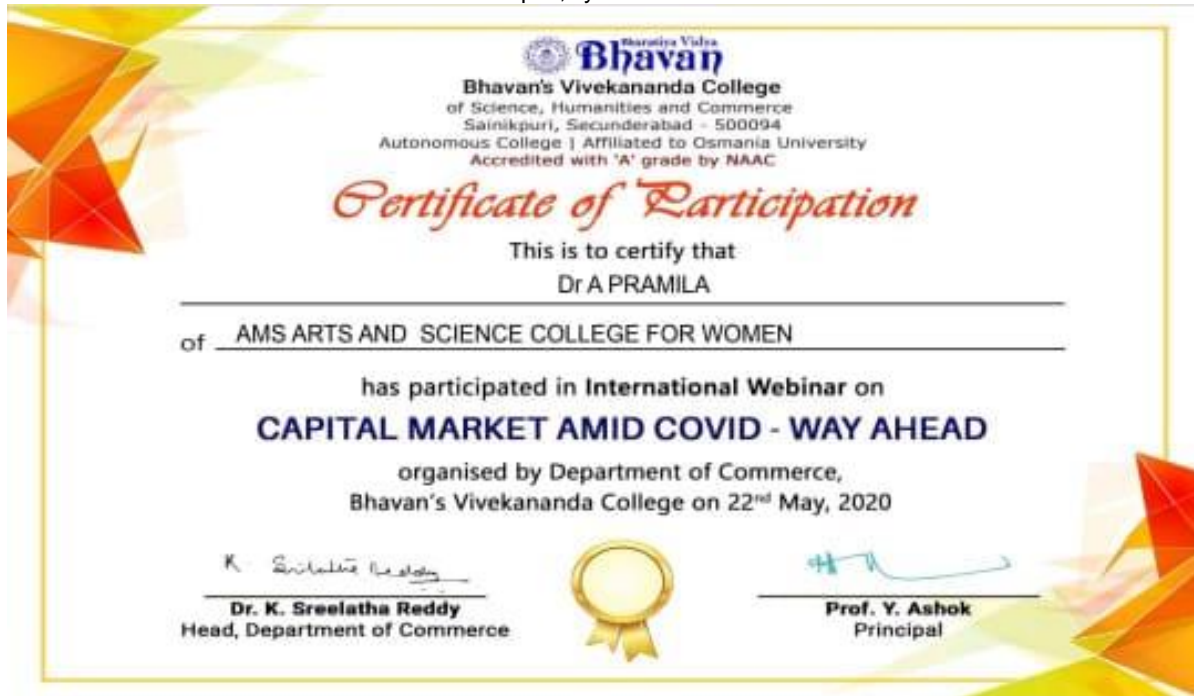 Bharatiya Vidya
Bhavan
Bhavan's Vivekananda College
of Science, Humanities and Commerce
Sainikpuri, Secunderabad - 500094
Autonomous College | Affiliated to Osmania University
Accredited with 'A' grade by NAAC
Certificate of Participation
This is to certify that
Dr A PRAMILA
of AMS ARTS AND SCIENCE COLLEGE FOR WOMEN
has participated in International Webinar on
CAPITAL MARKET AMID COVID - WAY AHEAD
organised by Department of Commerce,
Bhavan's Vivekananda College on 22nd May, 2020
K. Srilatha Reddy
Dr. K. Sreelatha Reddy
Head, Department of Commerce
Prof. Y. Ashok
Principal